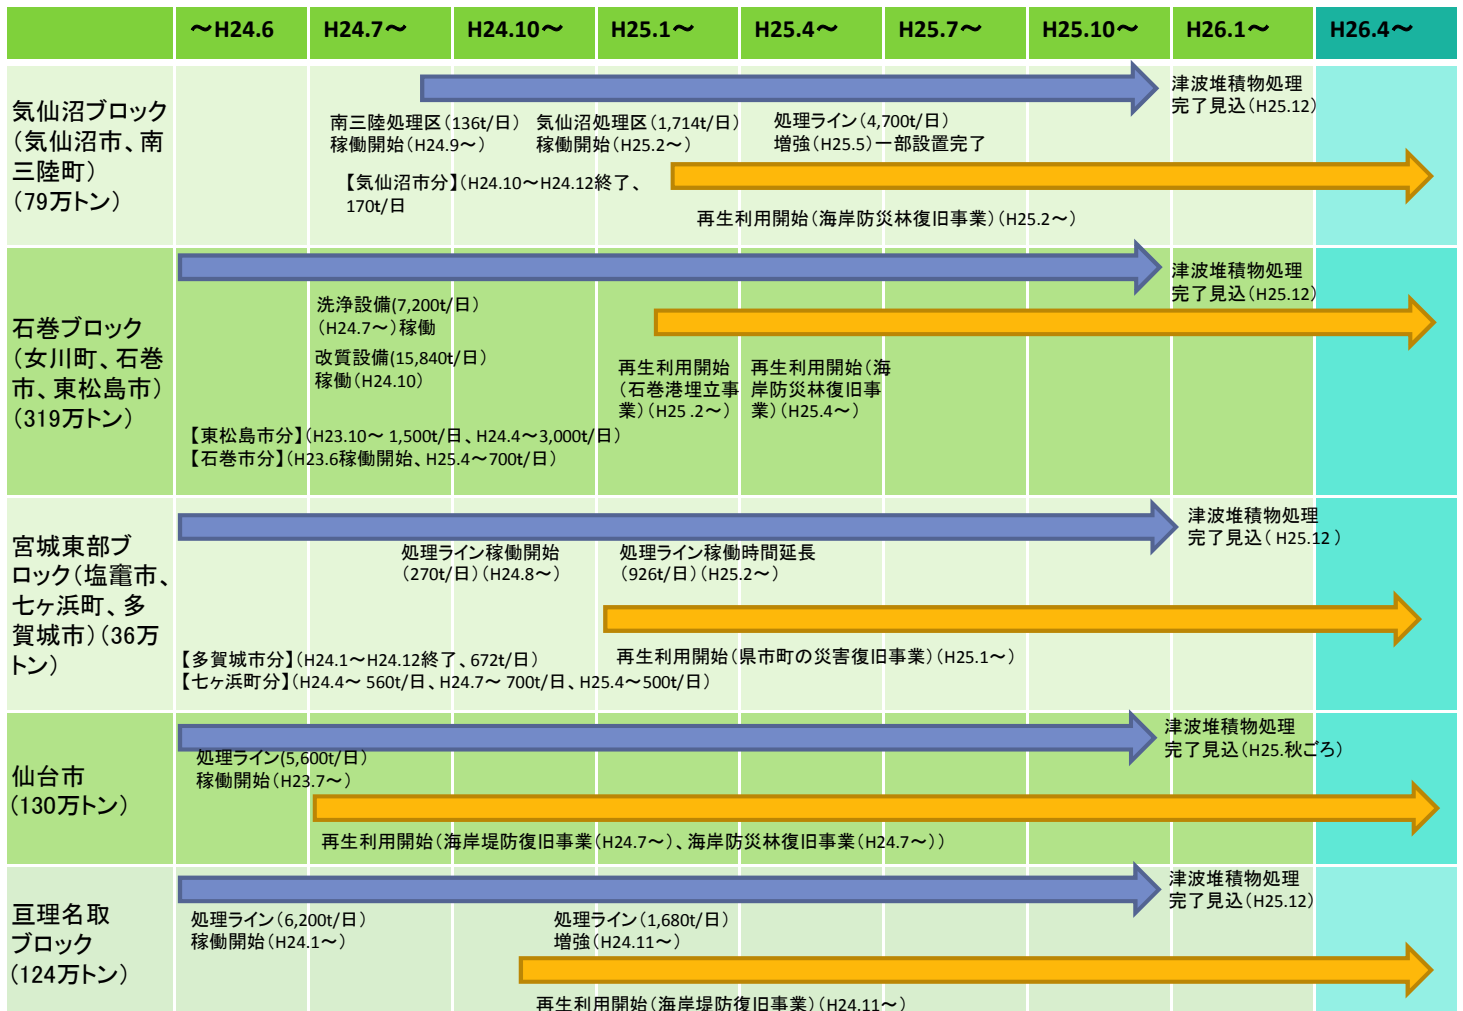 ～H24.6
H24.7～
H24.10～
H25.1～
H25.4～
H25.7～
H25.10～
H26.1～
H26.4～
気仙沼ブロック
（気仙沼市、南
三陸町）
（79万トン）
南三陸処理区（136t/日）
稼働開始（H24.9～）
気仙沼処理区（1,714t/日）
稼働開始（H25.2～）
処理ライン（4,700t/日）
増強（H25.5）一部設置完了
津波堆積物処理
完了見込（H25.12）
【気仙沼市分】（H24.10～H24.12終了、
170t/日
再生利用開始（海岸防災林復旧事業）（H25.2～）
石巻ブロック
（女川町、石巻
市、東松島市）
（319万トン）
津波堆積物処理
完了見込（H25.12）
洗浄設備(7,200t/日）
（H24.7～）稼働
改質設備（15,840t/日）
稼働（H24.10）
再生利用開始
（石巻港埋立事
業）（H25 .2～）
再生利用開始（海
岸防災林復旧事
業）（H25.4～）
【東松島市分】（H23.10～ 1,500t/日、H24.4～3,000t/日）
【石巻市分】（H23.6稼働開始、H25.4～700t/日）
宮城東部ブ
ロック（塩竈市、
七ヶ浜町、多
賀城市）（36万
トン）
津波堆積物処理
完了見込（ H25.12 ）
処理ライン稼働開始
（270t/日）（H24.8～）
処理ライン稼働時間延長
（926t/日）（H25.2～）
再生利用開始（県市町の災害復旧事業）（H25.1～）
【多賀城市分】（H24.1～H24.12終了、672t/日）
【七ヶ浜町分】（H24.4～ 560t/日、H24.7～ 700t/日、H25.4～500t/日）
仙台市
（130万トン）
津波堆積物処理
完了見込（H25.秋ごろ）
処理ライン(5,600t/日）
稼働開始（H23.7～）
再生利用開始（海岸堤防復旧事業（H24.7～）、海岸防災林復旧事業（H24.7～））
亘理名取
ブロック
（124万トン）
津波堆積物処理
完了見込（H25.12）
処理ライン（6,200t/日）
稼働開始（H24.1～）
処理ライン（1,680t/日）
増強（H24.11～）
再生利用開始（海岸堤防復旧事業）（H24.11～）